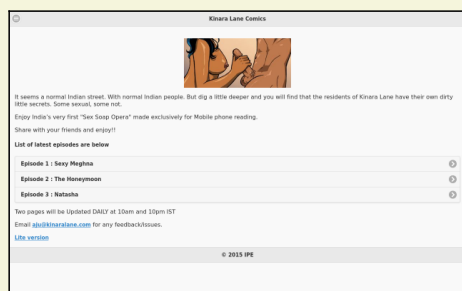 Kinara Lane Comics
It seems a normal Indian street. With normal Indian people. But dig a little deeper and you will find that the residents of Kinara Lane have their own dirty
little secrets. Some sexual, some not.
Enjoy India's very first "Sex Soap Opera" made exclusively for Mobile phone reading.
Share with your friends and enjoy!!
List of latest episodes are below
Episode 1 : Sexy Meghna
Episode 2 : The Honeymoon
Episode 3 : Natasha
Two pages will be Updated DAILY at 10am and 10pm IST
Email aju@kinaralane.com for any feedback/issues.
Lite version
© 2015 IPE